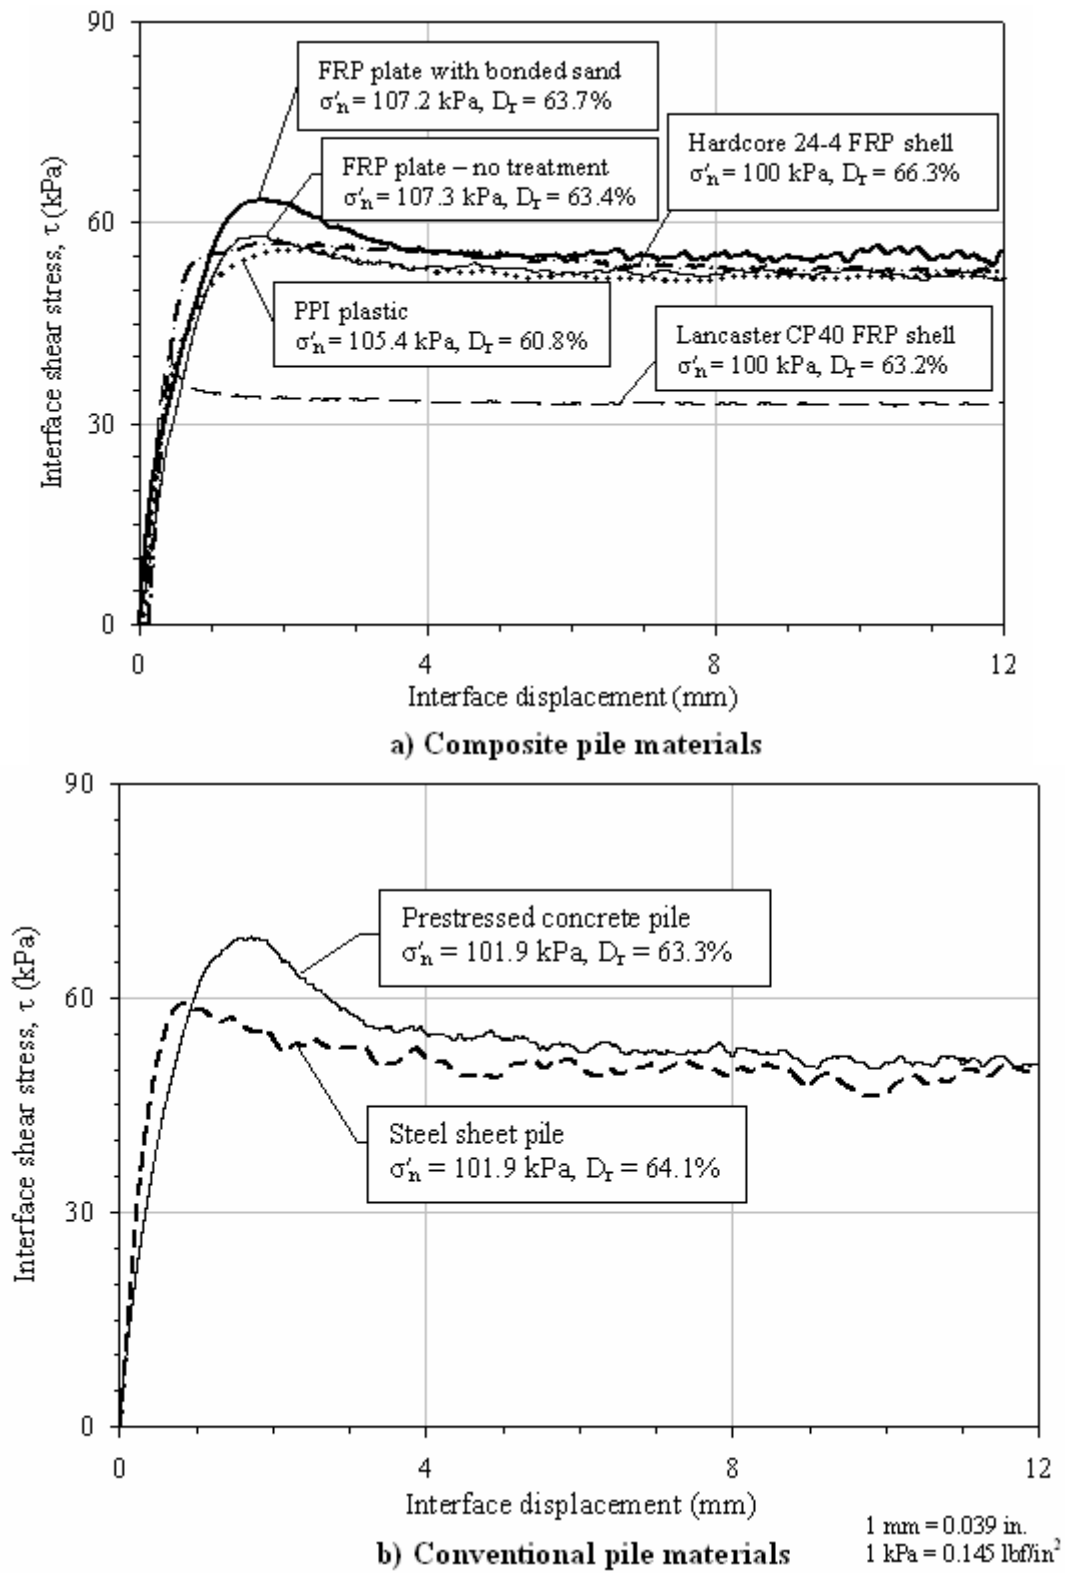 90
FRP plate with bonded sand
σ′n = 107.2 kPa, Dr = 63.7%
Hardcore 24-4 FRP shell
σ′n = 100 kPa, Dr = 66.3%
FRP plate – no treatment
σ′n = 107.3 kPa, Dr = 63.4%
60
Interface shear stress, τ (kPa)
PPI plastic
σ′n = 105.4 kPa, Dr = 60.8%
Lancaster CP40 FRP shell
σ′n = 100 kPa, Dr = 63.2%
30
0
0 4 8 12
Interface displacement (mm)
a) Composite pile materials
90
Prestressed concrete pile
σ′n = 101.9 kPa, Dr = 63.3%
60
Interface shear stress, τ (kPa)
Steel sheet pile
σ′n = 101.9 kPa, Dr = 64.1%
30
0
0 4 8 12
Interface displacement (mm)
b) Conventional pile materials
1 mm = 0.039 in.
1 kPa = 0.145 lbf/in²